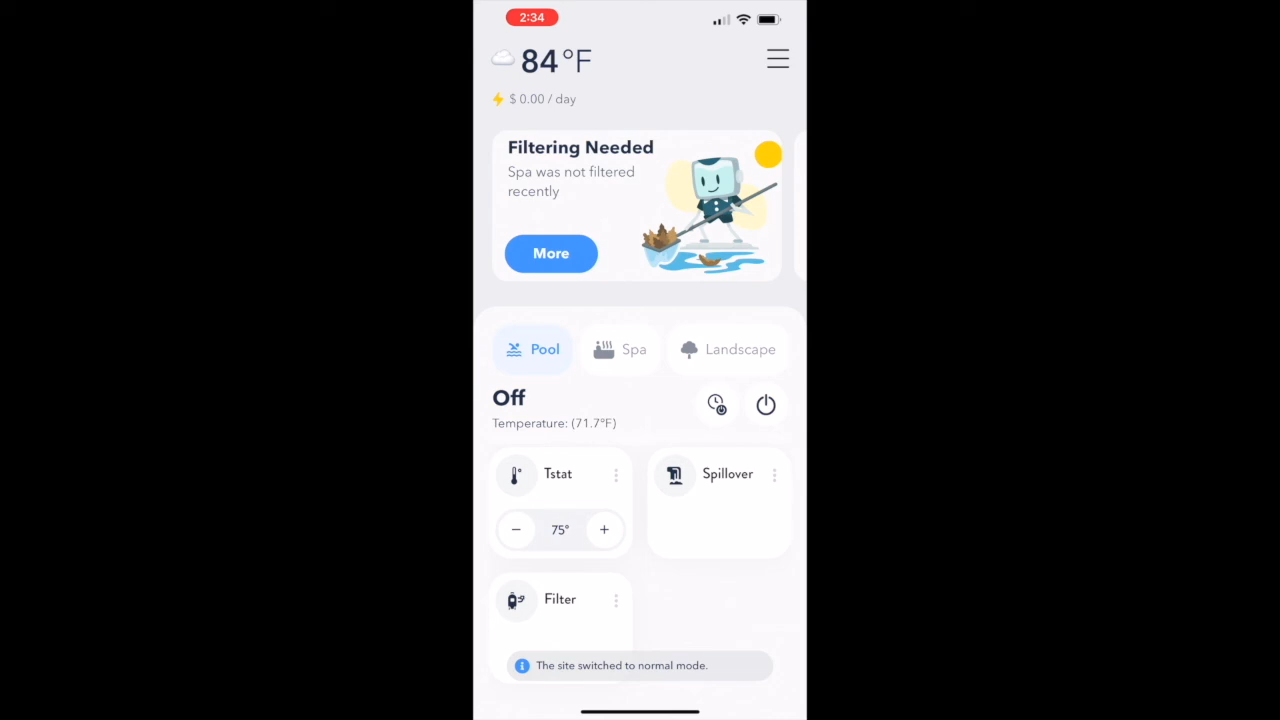 2:34
84°F
$ 0.00 / day
Filtering Needed
Spa was not filtered
recently
More
Pool
Spa
Landscape
Off
Temperature: (71.7°F)
Tstat
Spillover
− 75° +
Filter
The site switched to normal mode.